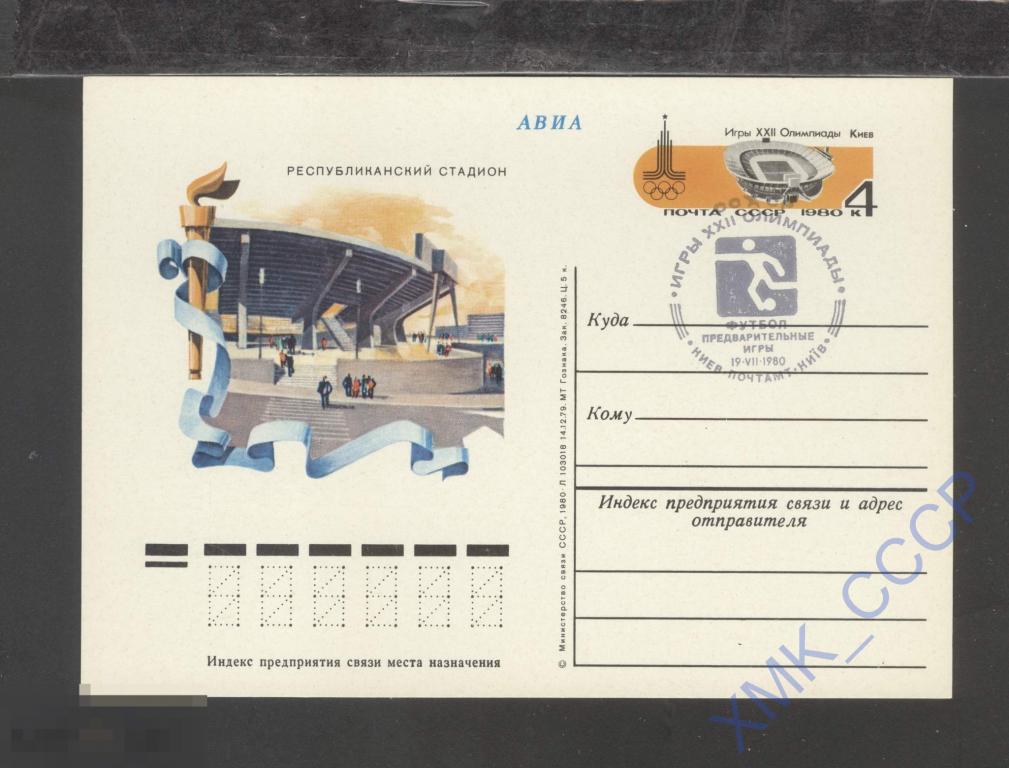 АВИА
РЕСПУБЛИКАНСКИЙ СТАДИОН
Игры XXII Олимпиады Киев
ПОЧТА СССР 1980 К4
• ИГРЫ XXII ОЛИМПИАДЫ •
ФУТБОЛ
ПРЕДВАРИТЕЛЬНЫЕ
ИГРЫ
19·VII·1980
• КИЕВ ПОЧТАМТ • КИЇВ •
Куда
Кому
Индекс предприятия связи и адрес
отправителя
Индекс предприятия связи места назначения
© Министерство связи СССР, 1980. Л 103018 14.12.79. МТ Гознака. Зак. 8246. Ц. 5 к.
ХМК_СССР